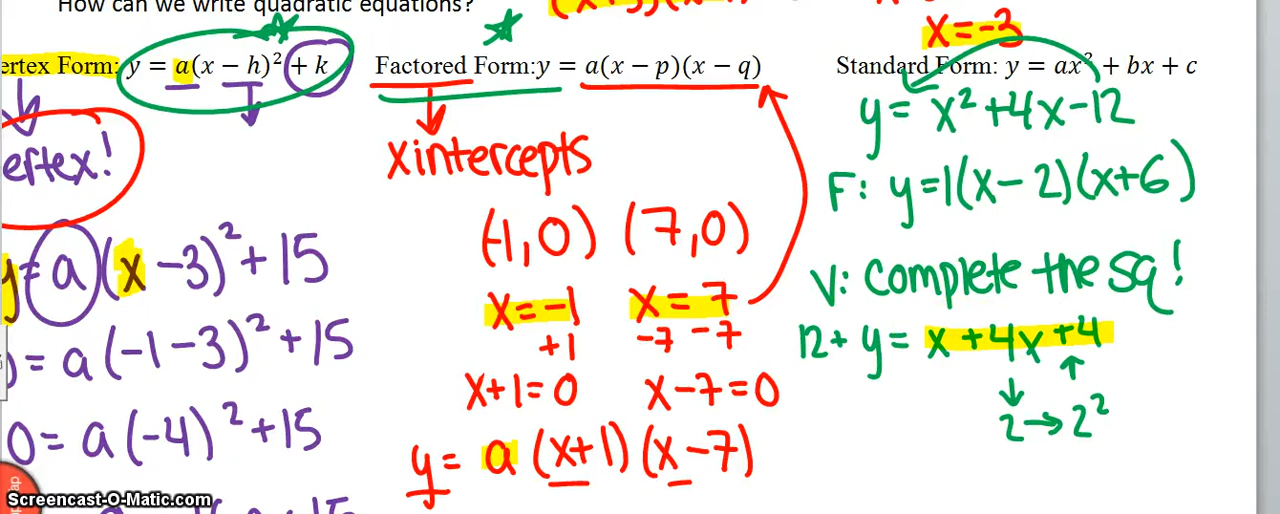 How can we write quadratic equations?
x = -3
ertex Form: y = a(x − h)² + k
Factored Form: y = a(x − p)(x − q)
Standard Form: y = ax² + bx + c
ertex!
y = a(x - 3)² + 15
0 = a(-1 - 3)² + 15
0 = a(-4)² + 15
x intercepts
(-1, 0) (7, 0)
x = -1 x = 7
+1 -7 -7
x + 1 = 0 x - 7 = 0
y = a(x + 1)(x - 7)
y = x² + 4x - 12
F: y = 1(x - 2)(x + 6)
V: Complete the sq!
12 + y = x + 4x + 4
2 → 2²
Screencast-O-Matic.com